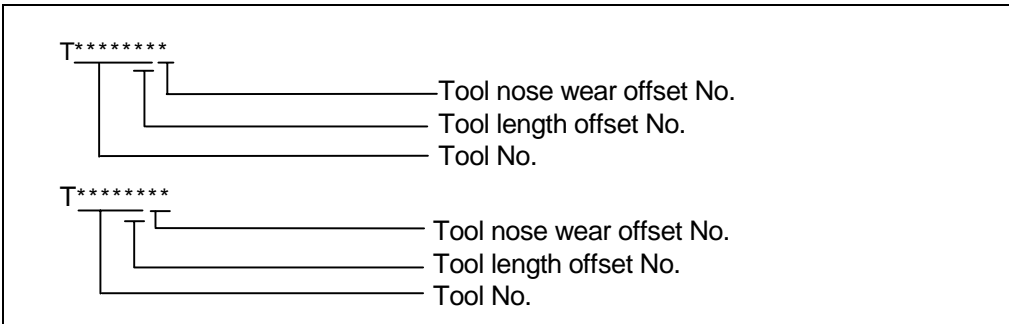 T********
Tool nose wear offset No.
Tool length offset No.
Tool No.
T********
Tool nose wear offset No.
Tool length offset No.
Tool No.